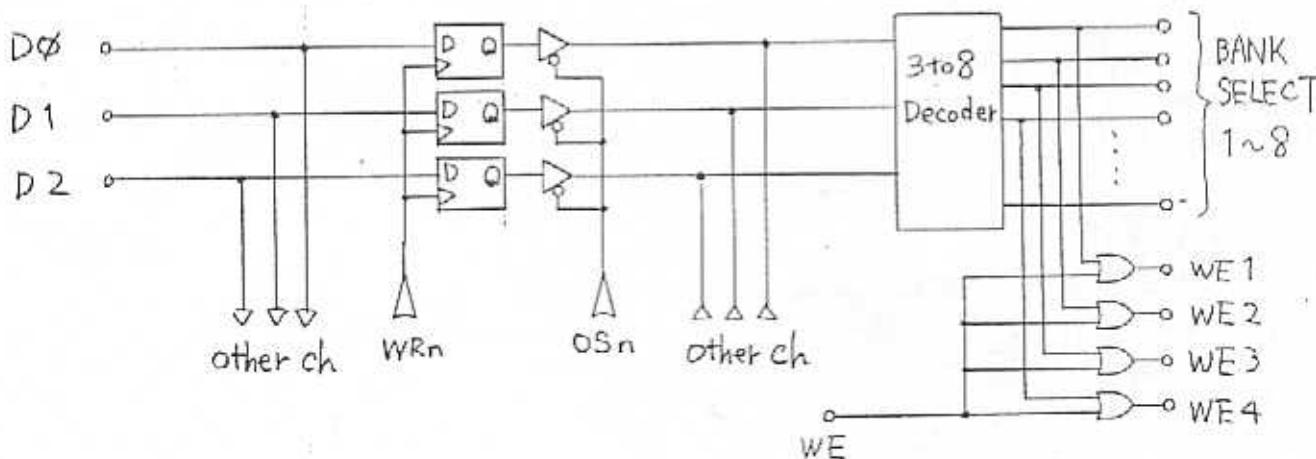 DØ
D1
D2
D Q
D Q
D Q
3to8
Decoder
BANK
SELECT
1~8
other ch
WRn
OSn
other ch
WE
WE1
WE2
WE3
WE4